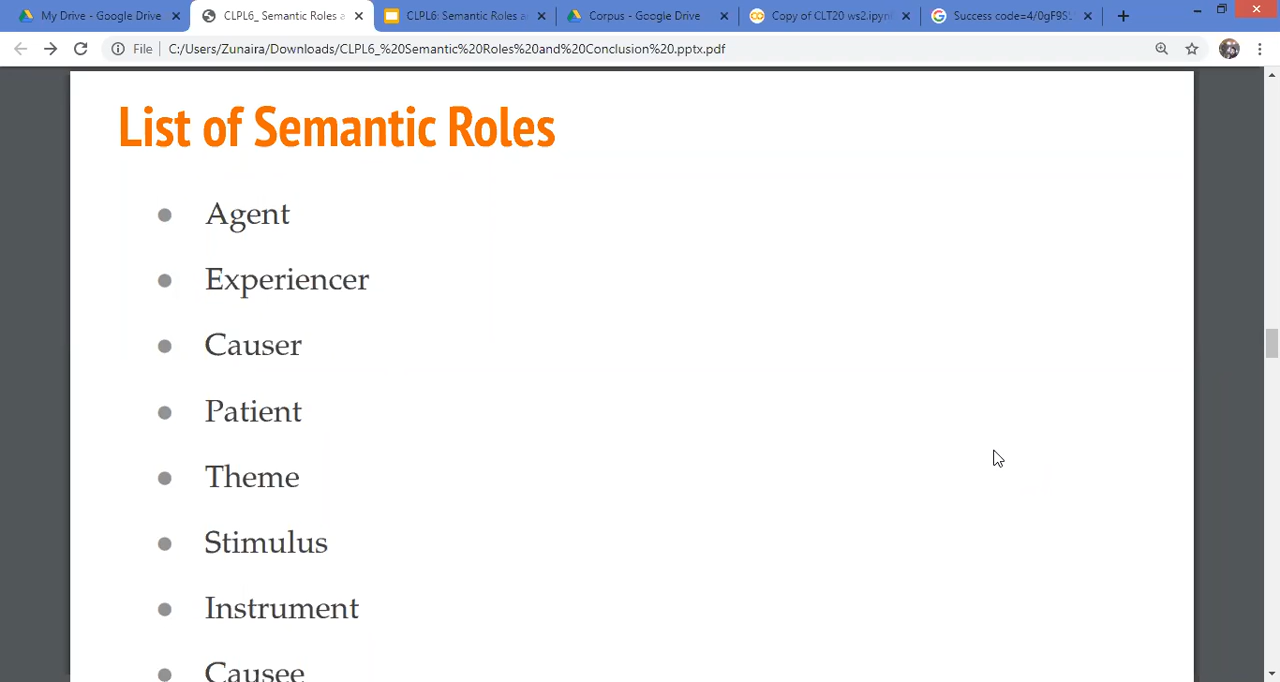 My Drive - Google Drive
CLPL6_ Semantic Roles a
CLPL6: Semantic Roles a
Corpus - Google Drive
Copy of CLT20 ws2.ipyn
Success code=4/0gF9S
File
C:/Users/Zunaira/Downloads/CLPL6_%20Semantic%20Roles%20and%20Conclusion%20.pptx.pdf
List of Semantic Roles
Agent
Experiencer
Causer
Patient
Theme
Stimulus
Instrument
Causee